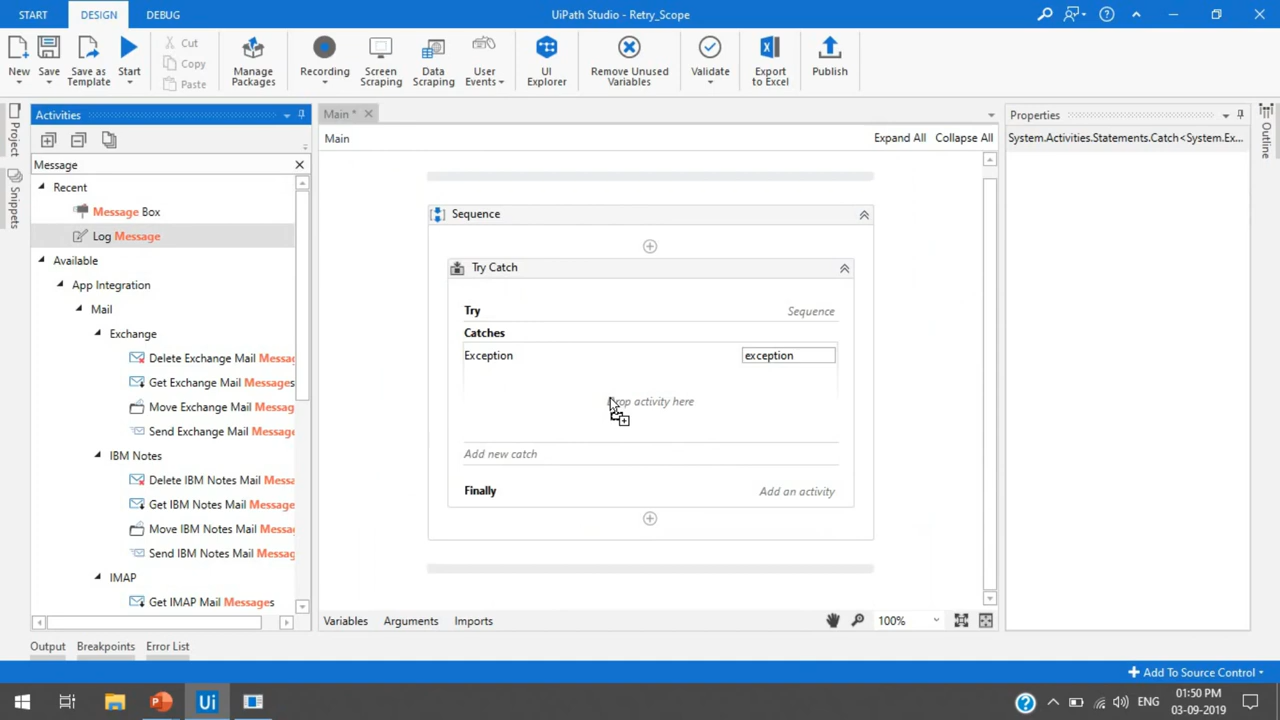 START DESIGN DEBUG UiPath Studio - Retry_Scope
New Save Save as Template Start Cut Copy Paste Manage Packages Recording Screen Scraping Data Scraping User Events UI Explorer Remove Unused Variables Validate Export to Excel Publish
Activities
Main *
Properties
Project
Snippets
Outline
Main
Expand All Collapse All
System.Activities.Statements.Catch<System.Ex...
Message
Recent
Message Box
Log Message
Available
App Integration
Mail
Exchange
Delete Exchange Mail Messag
Get Exchange Mail Messages
Move Exchange Mail Messag
Send Exchange Mail Messag
IBM Notes
Delete IBM Notes Mail Messa
Get IBM Notes Mail Messag
Move IBM Notes Mail Messa
Send IBM Notes Mail Messag
IMAP
Get IMAP Mail Messages
Sequence
Try Catch
Try Sequence
Catches
Exception exception
Drop activity here
Add new catch
Finally Add an activity
Variables Arguments Imports 100%
Output Breakpoints Error List
Add To Source Control
Ui
ENG
01:50 PM
03-09-2019